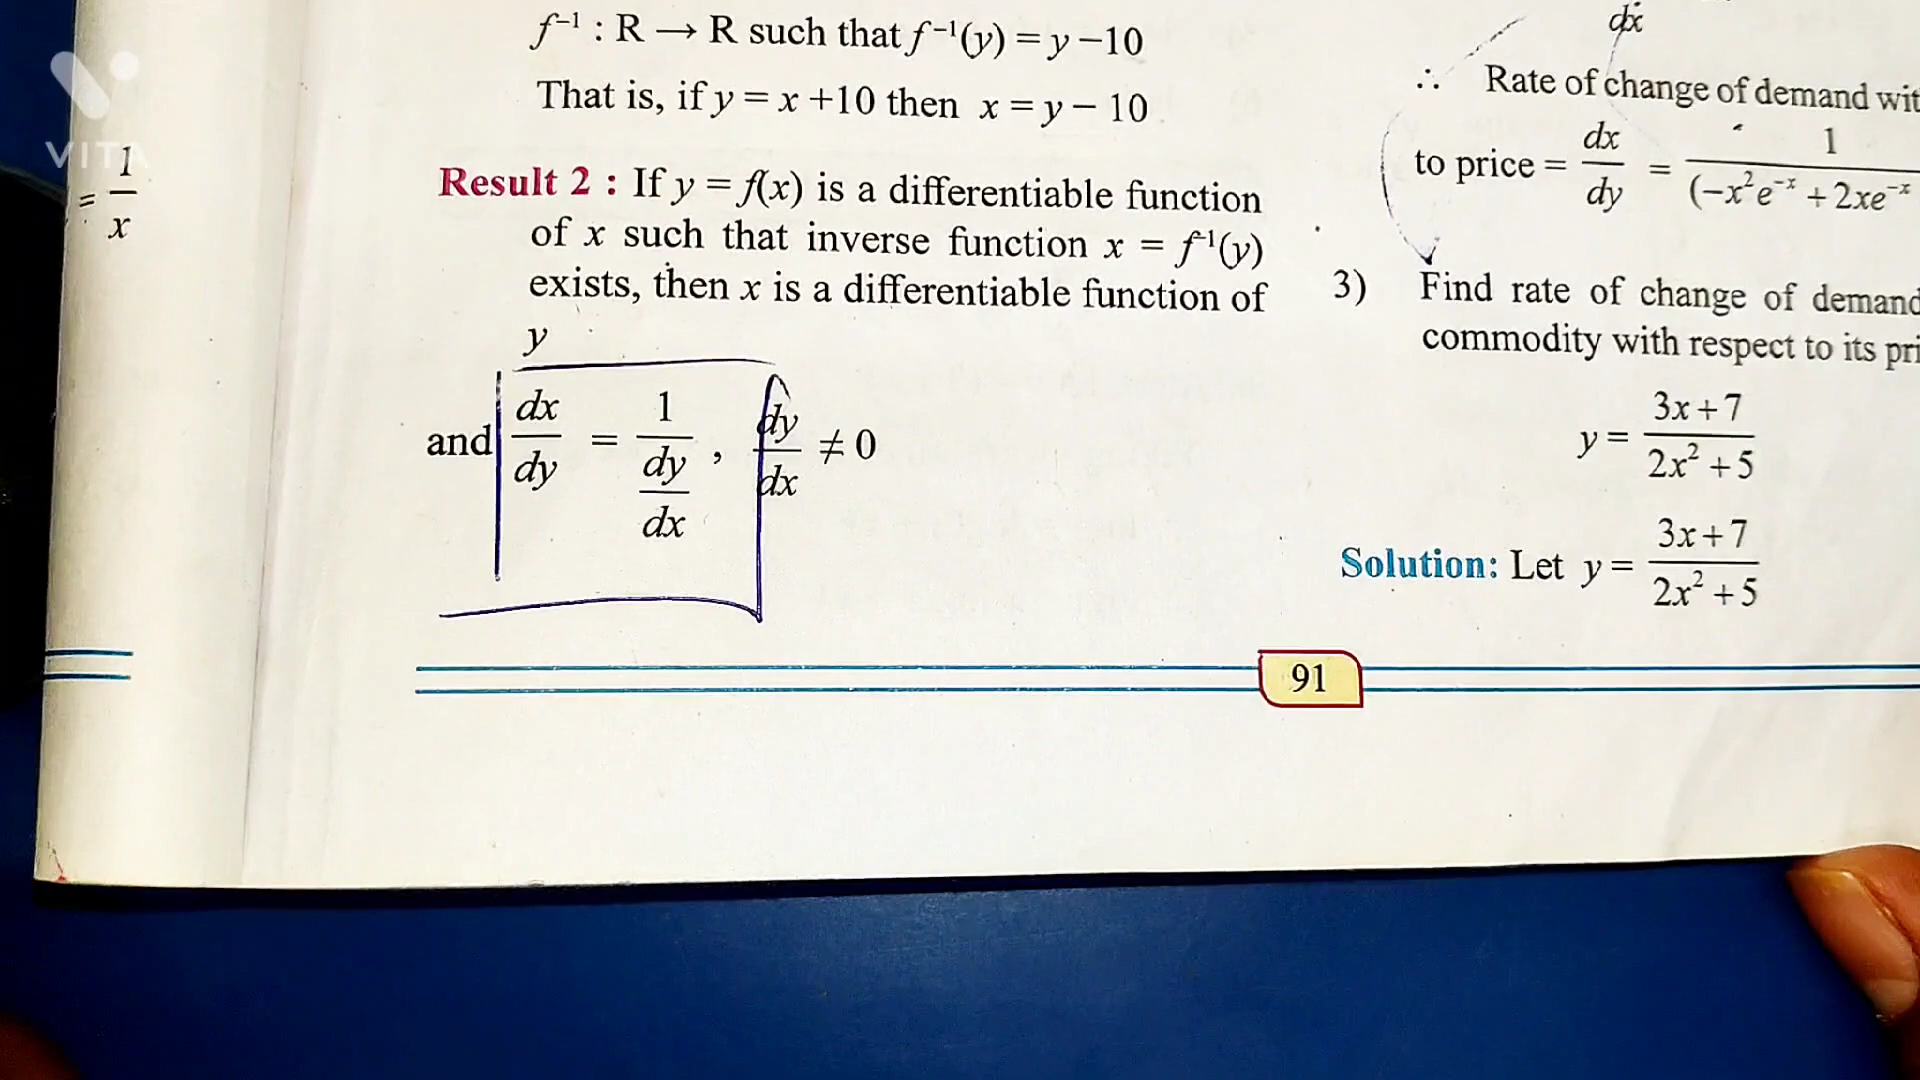 VITA
= 1/x
f⁻¹ : R → R such that f⁻¹(y) = y −10
That is, if y = x +10 then x = y − 10
Result 2 : If y = f(x) is a differentiable function
of x such that inverse function x = f⁻¹(y)
exists, then x is a differentiable function of
y
and dx/dy = 1/(dy/dx) , dy/dx ≠ 0
dx
∴ Rate of change of demand wit
to price = dx/dy = 1/(−x²e⁻ˣ + 2xe⁻ˣ
3) Find rate of change of demand
commodity with respect to its pri
y = (3x+7)/(2x² +5)
Solution: Let y = (3x+7)/(2x² +5)
91